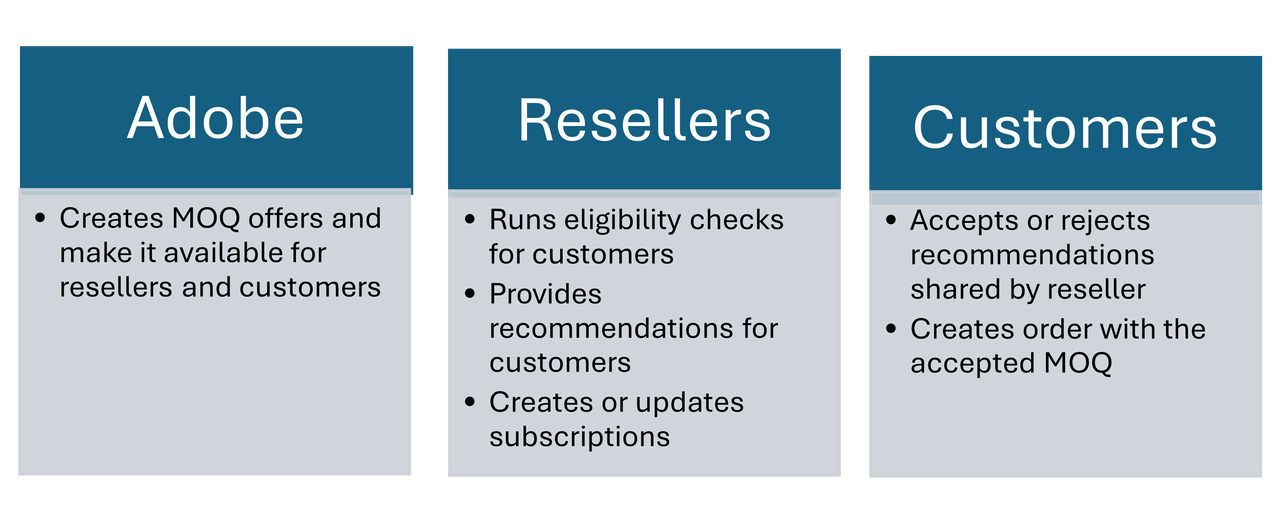 Adobe
• Creates MOQ offers and
make it available for
resellers and customers
Resellers
• Runs eligibility checks
for customers
• Provides
recommendations for
customers
• Creates or updates
subscriptions
Customers
• Accepts or rejects
recommendations
shared by reseller
• Creates order with the
accepted MOQ